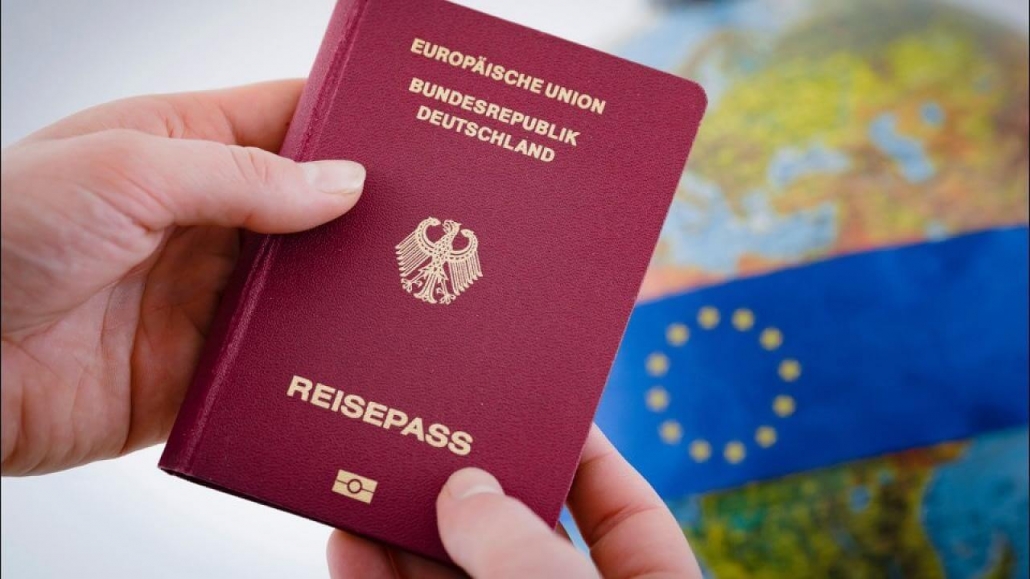 EUROPÄISCHE UNION
BUNDESREPUBLIK
DEUTSCHLAND
REISEPASS